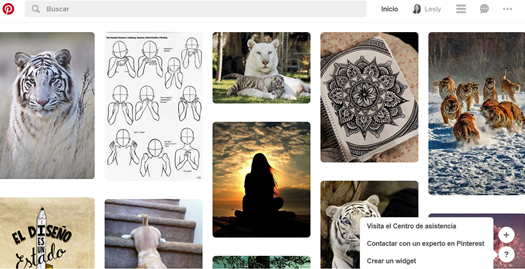 Buscar
Inicio
Lesly
EL DISEÑO
ES UN
Estado
Visita el Centro de asistencia
Contactar con un experto en Pinterest
Crear un widget
+
?